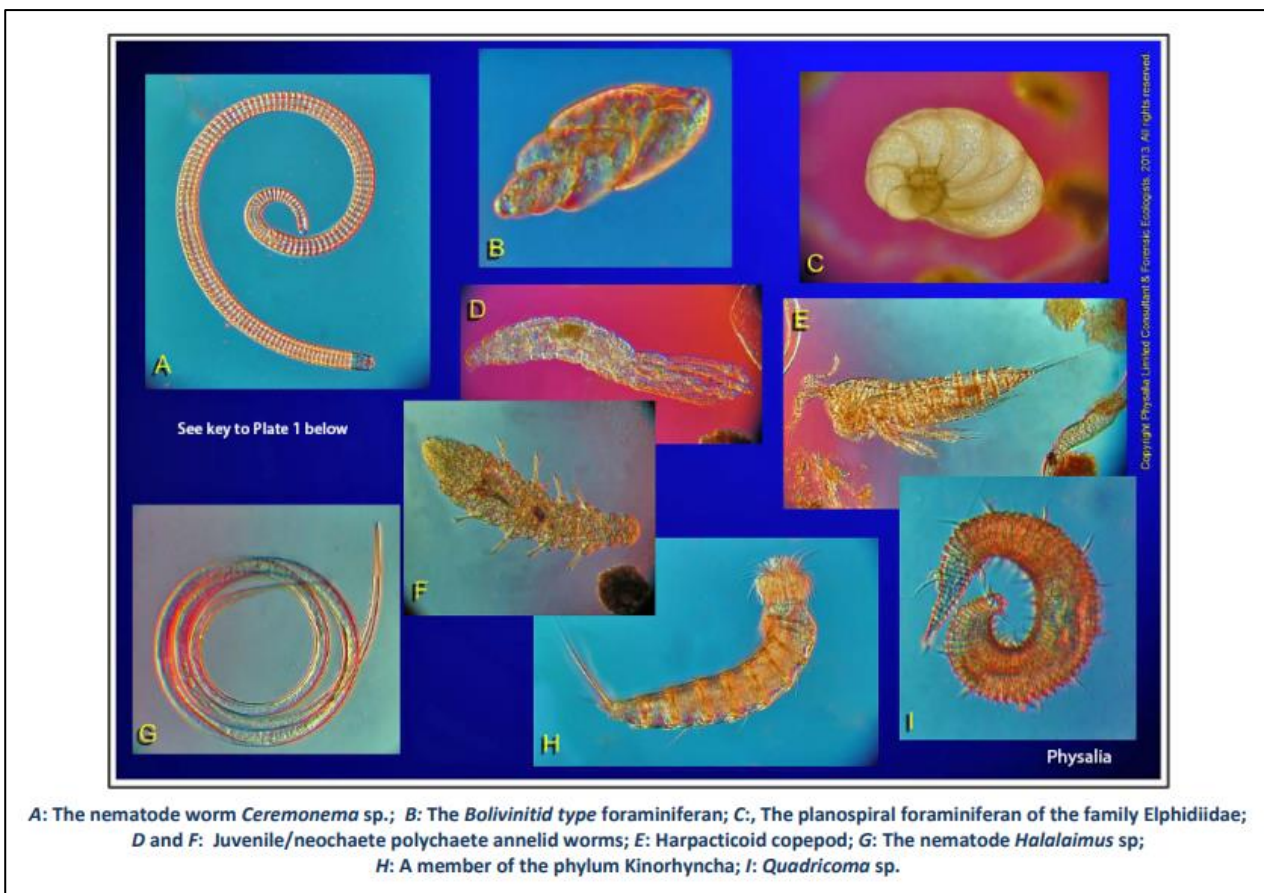 A
B
C
D
E
See key to Plate 1 below
F
G
H
I
Physalia
Copyright Physalia Limited Consultant & Forensic Ecologists, 2013. All rights reserved.
A: The nematode worm Ceremonema sp.; B: The Bolivinitid type foraminiferan; C:, The planospiral foraminiferan of the family Elphidiidae;
D and F: Juvenile/neochaete polychaete annelid worms; E: Harpacticoid copepod; G: The nematode Halalaimus sp;
H: A member of the phylum Kinorhyncha; I: Quadricoma sp.